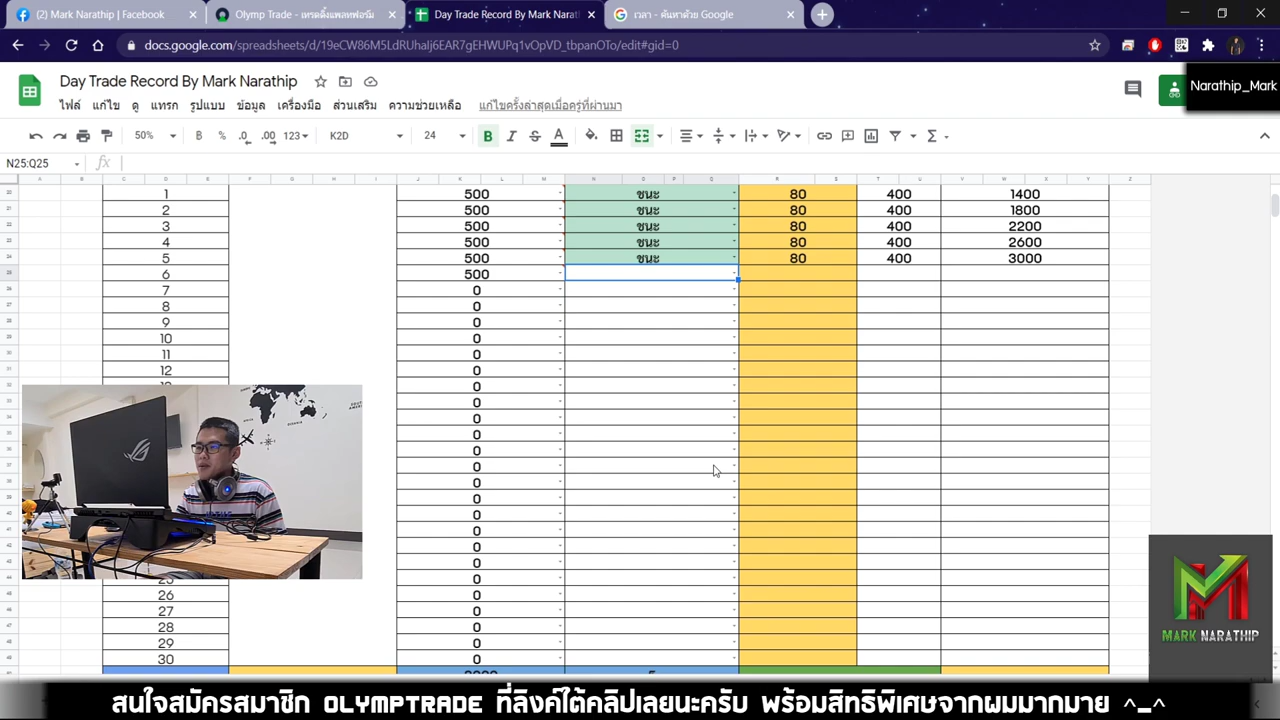 (2) Mark Narathip | Facebook
Olymp Trade - เทรดดิ้งแพลทฟอร์ม
Day Trade Record By Mark Narat
เวลา - ค้นหาด้วย Google
docs.google.com/spreadsheets/d/19eCW86M5LdRUhaIj6EAR7gEHWUPq1vOpVD_tbpanOTo/edit#gid=0
Day Trade Record By Mark Narathip
Narathip_Mark
ไฟล์ แก้ไข ดู แทรก รูปแบบ ข้อมูล เครื่องมือ ส่วนเสริม ความช่วยเหลือ แก้ไขครั้งล่าสุดเมื่อครู่ที่ผ่านมา
50% ฿ % .0 .00 123 K2D 24 B I S A Σ
N25:Q25 fx
1 500 ชนะ 80 400 1400
2 500 ชนะ 80 400 1800
3 500 ชนะ 80 400 2200
4 500 ชนะ 80 400 2600
5 500 ชนะ 80 400 3000
6 500
7 0
8 0
9 0
10 0
11 0
12 0
0
0
0
0
0
0
0
0
0
0
0
0
0
26 0
27 0
28 0
29 0
30 0
ROG
MARK NARATHIP
สนใจสมัครสมาชิก OLYMPTRADE ที่ลิงค์ใต้คลิปเลยนะครับ พร้อมสิทธิพิเศษจากผมมากมาย ^_^